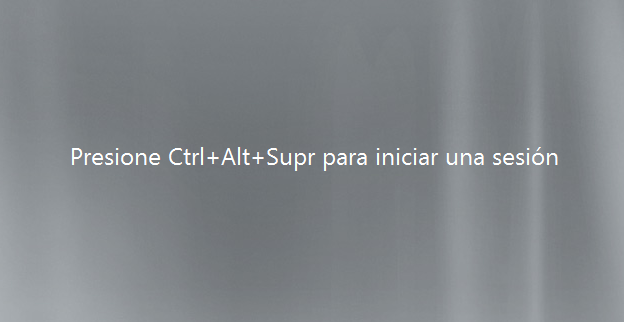 Presione Ctrl+Alt+Supr para iniciar una sesión